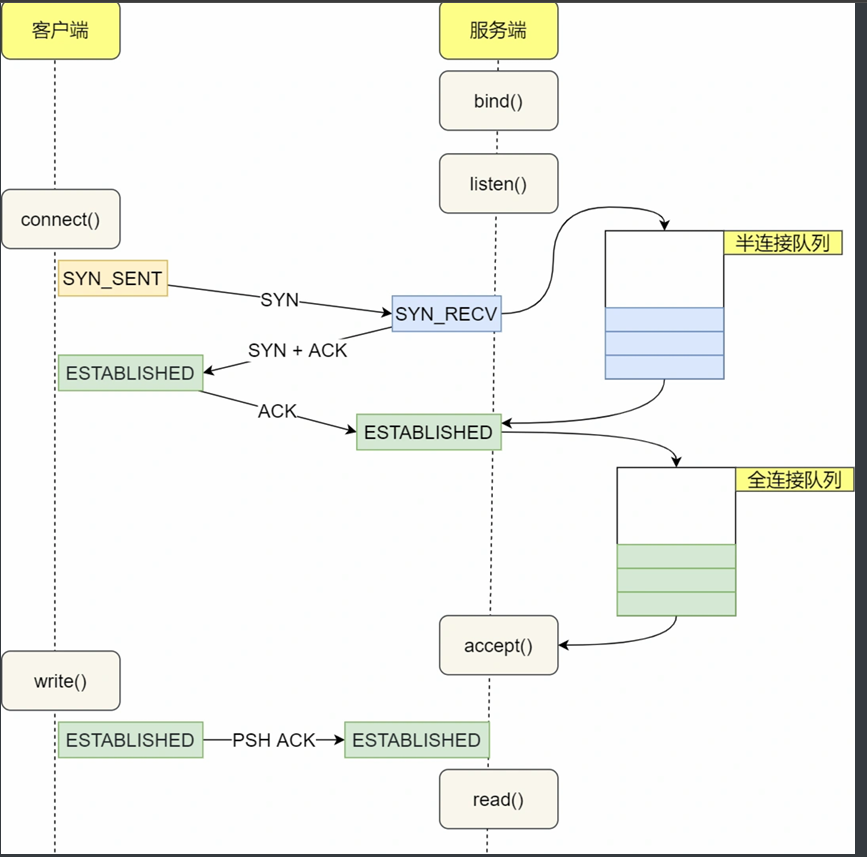 客户端
服务端
bind()
listen()
connect()
半连接队列
SYN_SENT
SYN
SYN_RECV
SYN + ACK
ESTABLISHED
ACK
ESTABLISHED
全连接队列
accept()
write()
ESTABLISHED
PSH ACK
ESTABLISHED
read()